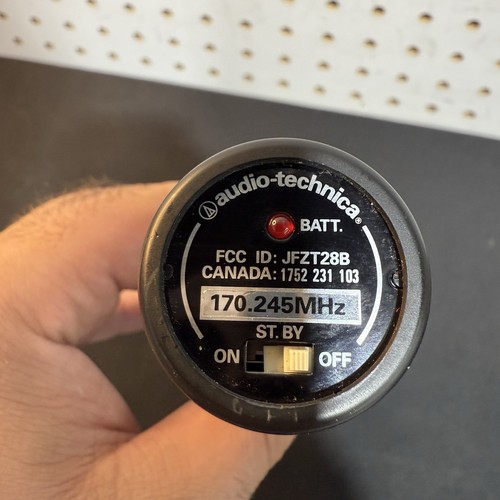 audio-technica®
BATT.
FCC ID: JFZT28B
CANADA: 1752 231 103
170.245MHz
ST. BY
ON OFF